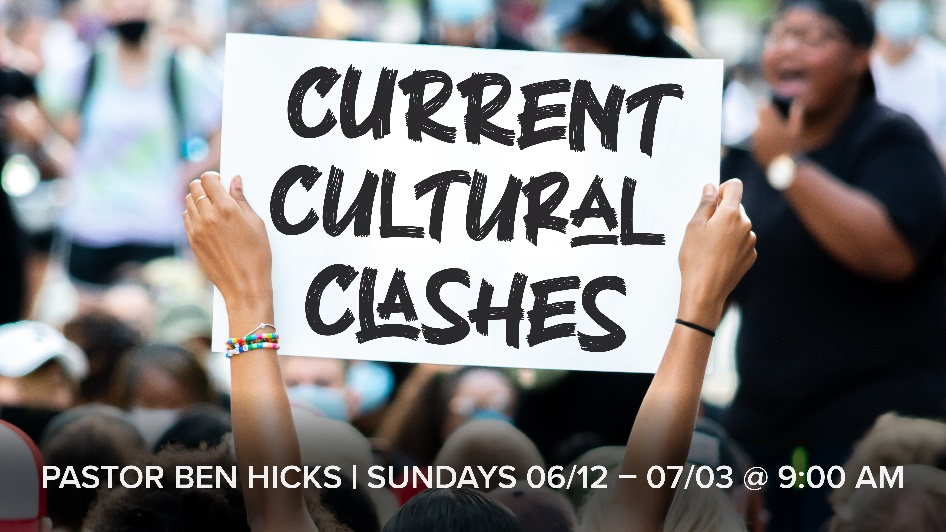 CURRENT
CULTURAL
CLASHES
PASTOR BEN HICKS | SUNDAYS 06/12 – 07/03 @ 9:00 AM